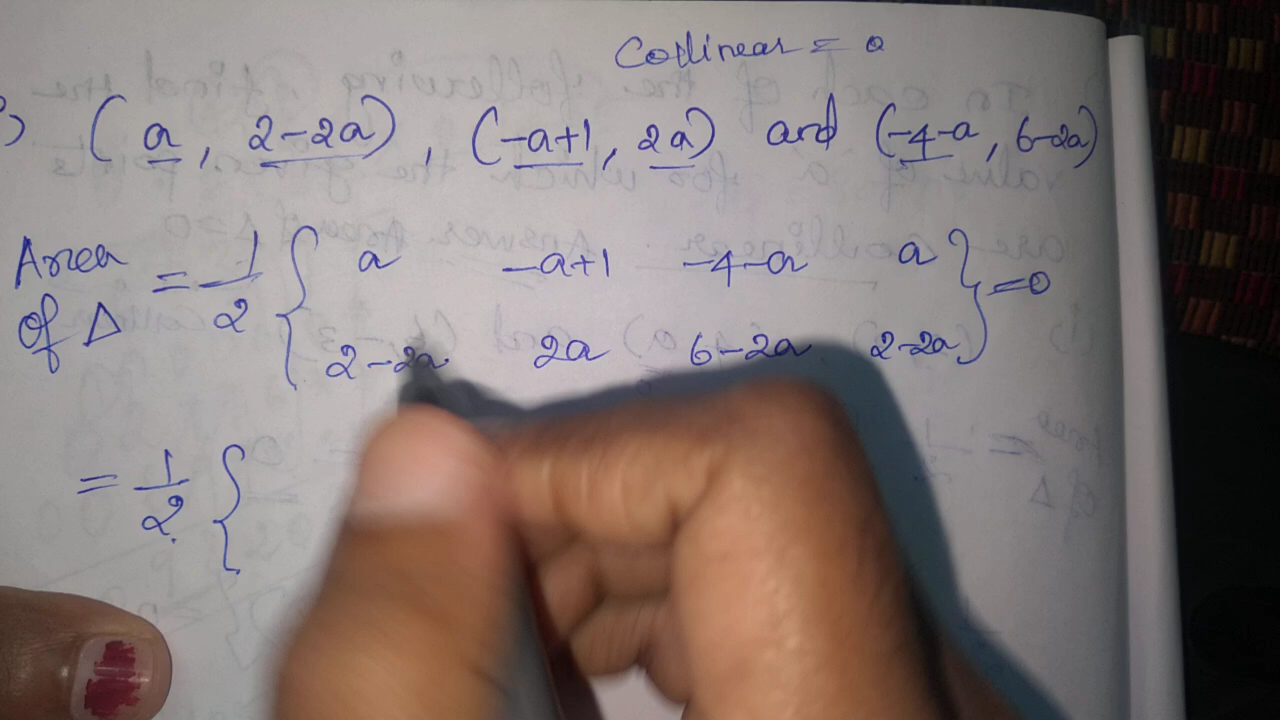 Collinear = 0
) (a, 2-2a), (-a+1, 2a) and (-4-a, 6-2a)
Area of Δ = 1/2 { a -a+1 -4-a a
2-2a 2a 6-2a 2-2a } = 0
= 1/2 {